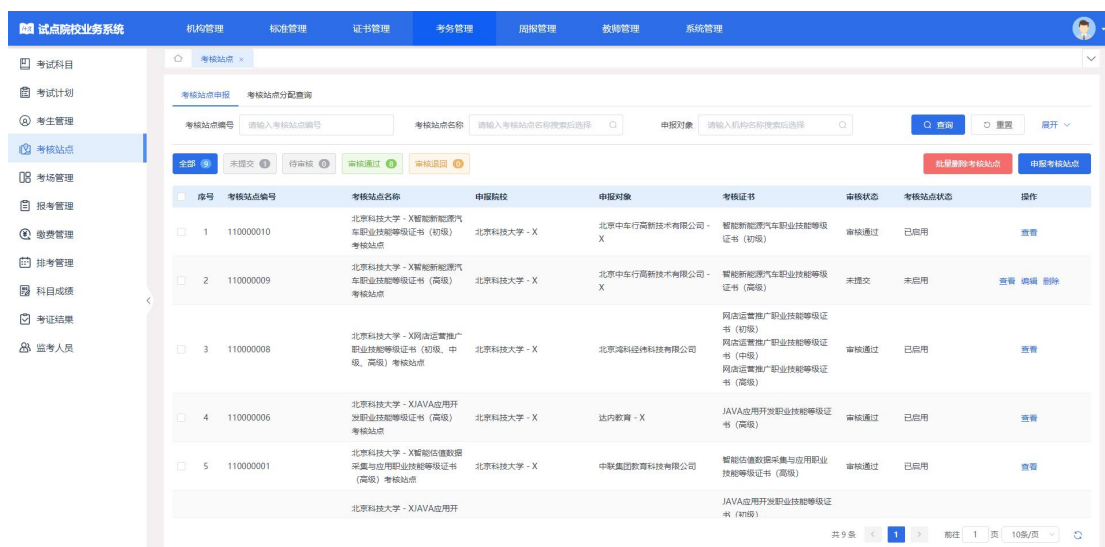 试点院校业务系统
机构管理 标准管理 证书管理 考务管理 周报管理 教师管理 系统管理
考试科目
考试计划
考生管理
考核站点
考场管理
报考管理
缴费管理
排考管理
科目成绩
考证结果
监考人员
考核站点 ×
考核站点申报 考核站点分配查询
考核站点编号 请输入考核站点编号 考核站点名称 请输入考核站点名称搜索后选择 申报对象 请输入机构名称搜索后选择 查询 重置 展开
全部 9 未提交 1 待审核 0 审核通过 8 审核退回 0 批量删除考核站点 申报考核站点
序号 考核站点编号 考核站点名称 申报院校 申报对象 考核证书 审核状态 考核站点状态 操作
北京科技大学 - X智能新能源汽
车职业技能等级证书（初级）
考核站点
1 110000010 北京科技大学 - X
北京中车行高新技术有限公司 -
X
智能新能源汽车职业技能等级
证书（初级）
审核通过 已启用 查看
北京科技大学 - X智能新能源汽
车职业技能等级证书（高级）
考核站点
2 110000009 北京科技大学 - X
北京中车行高新技术有限公司 -
X
智能新能源汽车职业技能等级
证书（高级）
未提交 未启用 查看 编辑 删除
3 110000008
北京科技大学 - X网店运营推广
职业技能等级证书（初级、中
级、高级）考核站点
北京科技大学 - X 北京鸿科经纬科技有限公司
网店运营推广职业技能等级证
书（初级）
网店运营推广职业技能等级证
书（中级）
网店运营推广职业技能等级证
书（高级）
审核通过 已启用 查看
4 110000006
北京科技大学 - XJAVA应用开
发职业技能等级证书（高级）
考核站点
北京科技大学 - X 达内教育 - X
JAVA应用开发职业技能等级证
书（高级）
审核通过 已启用 查看
5 110000001
北京科技大学 - X智能估值数据
采集与应用职业技能等级证书
（高级）考核站点
北京科技大学 - X 中联集团教育科技有限公司
智能估值数据采集与应用职业
技能等级证书（高级）
审核通过 已启用 查看
北京科技大学 - XJAVA应用开
JAVA应用开发职业技能等级证
书（初级）
共 9 条 1 前往 1 页 10条/页